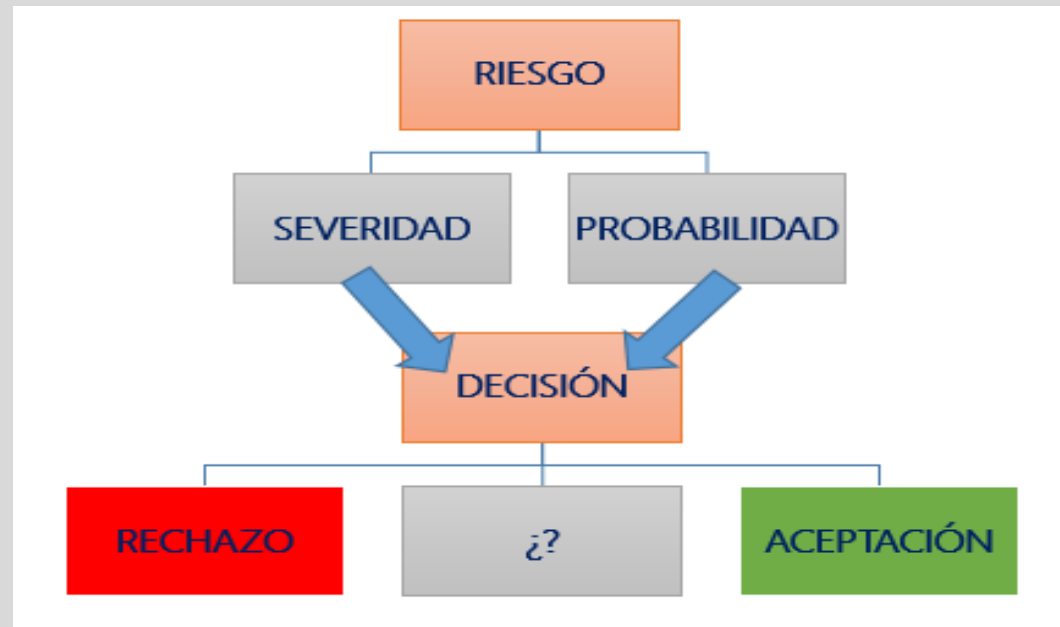 RIESGO
SEVERIDAD
PROBABILIDAD
DECISIÓN
RECHAZO
¿?
ACEPTACIÓN